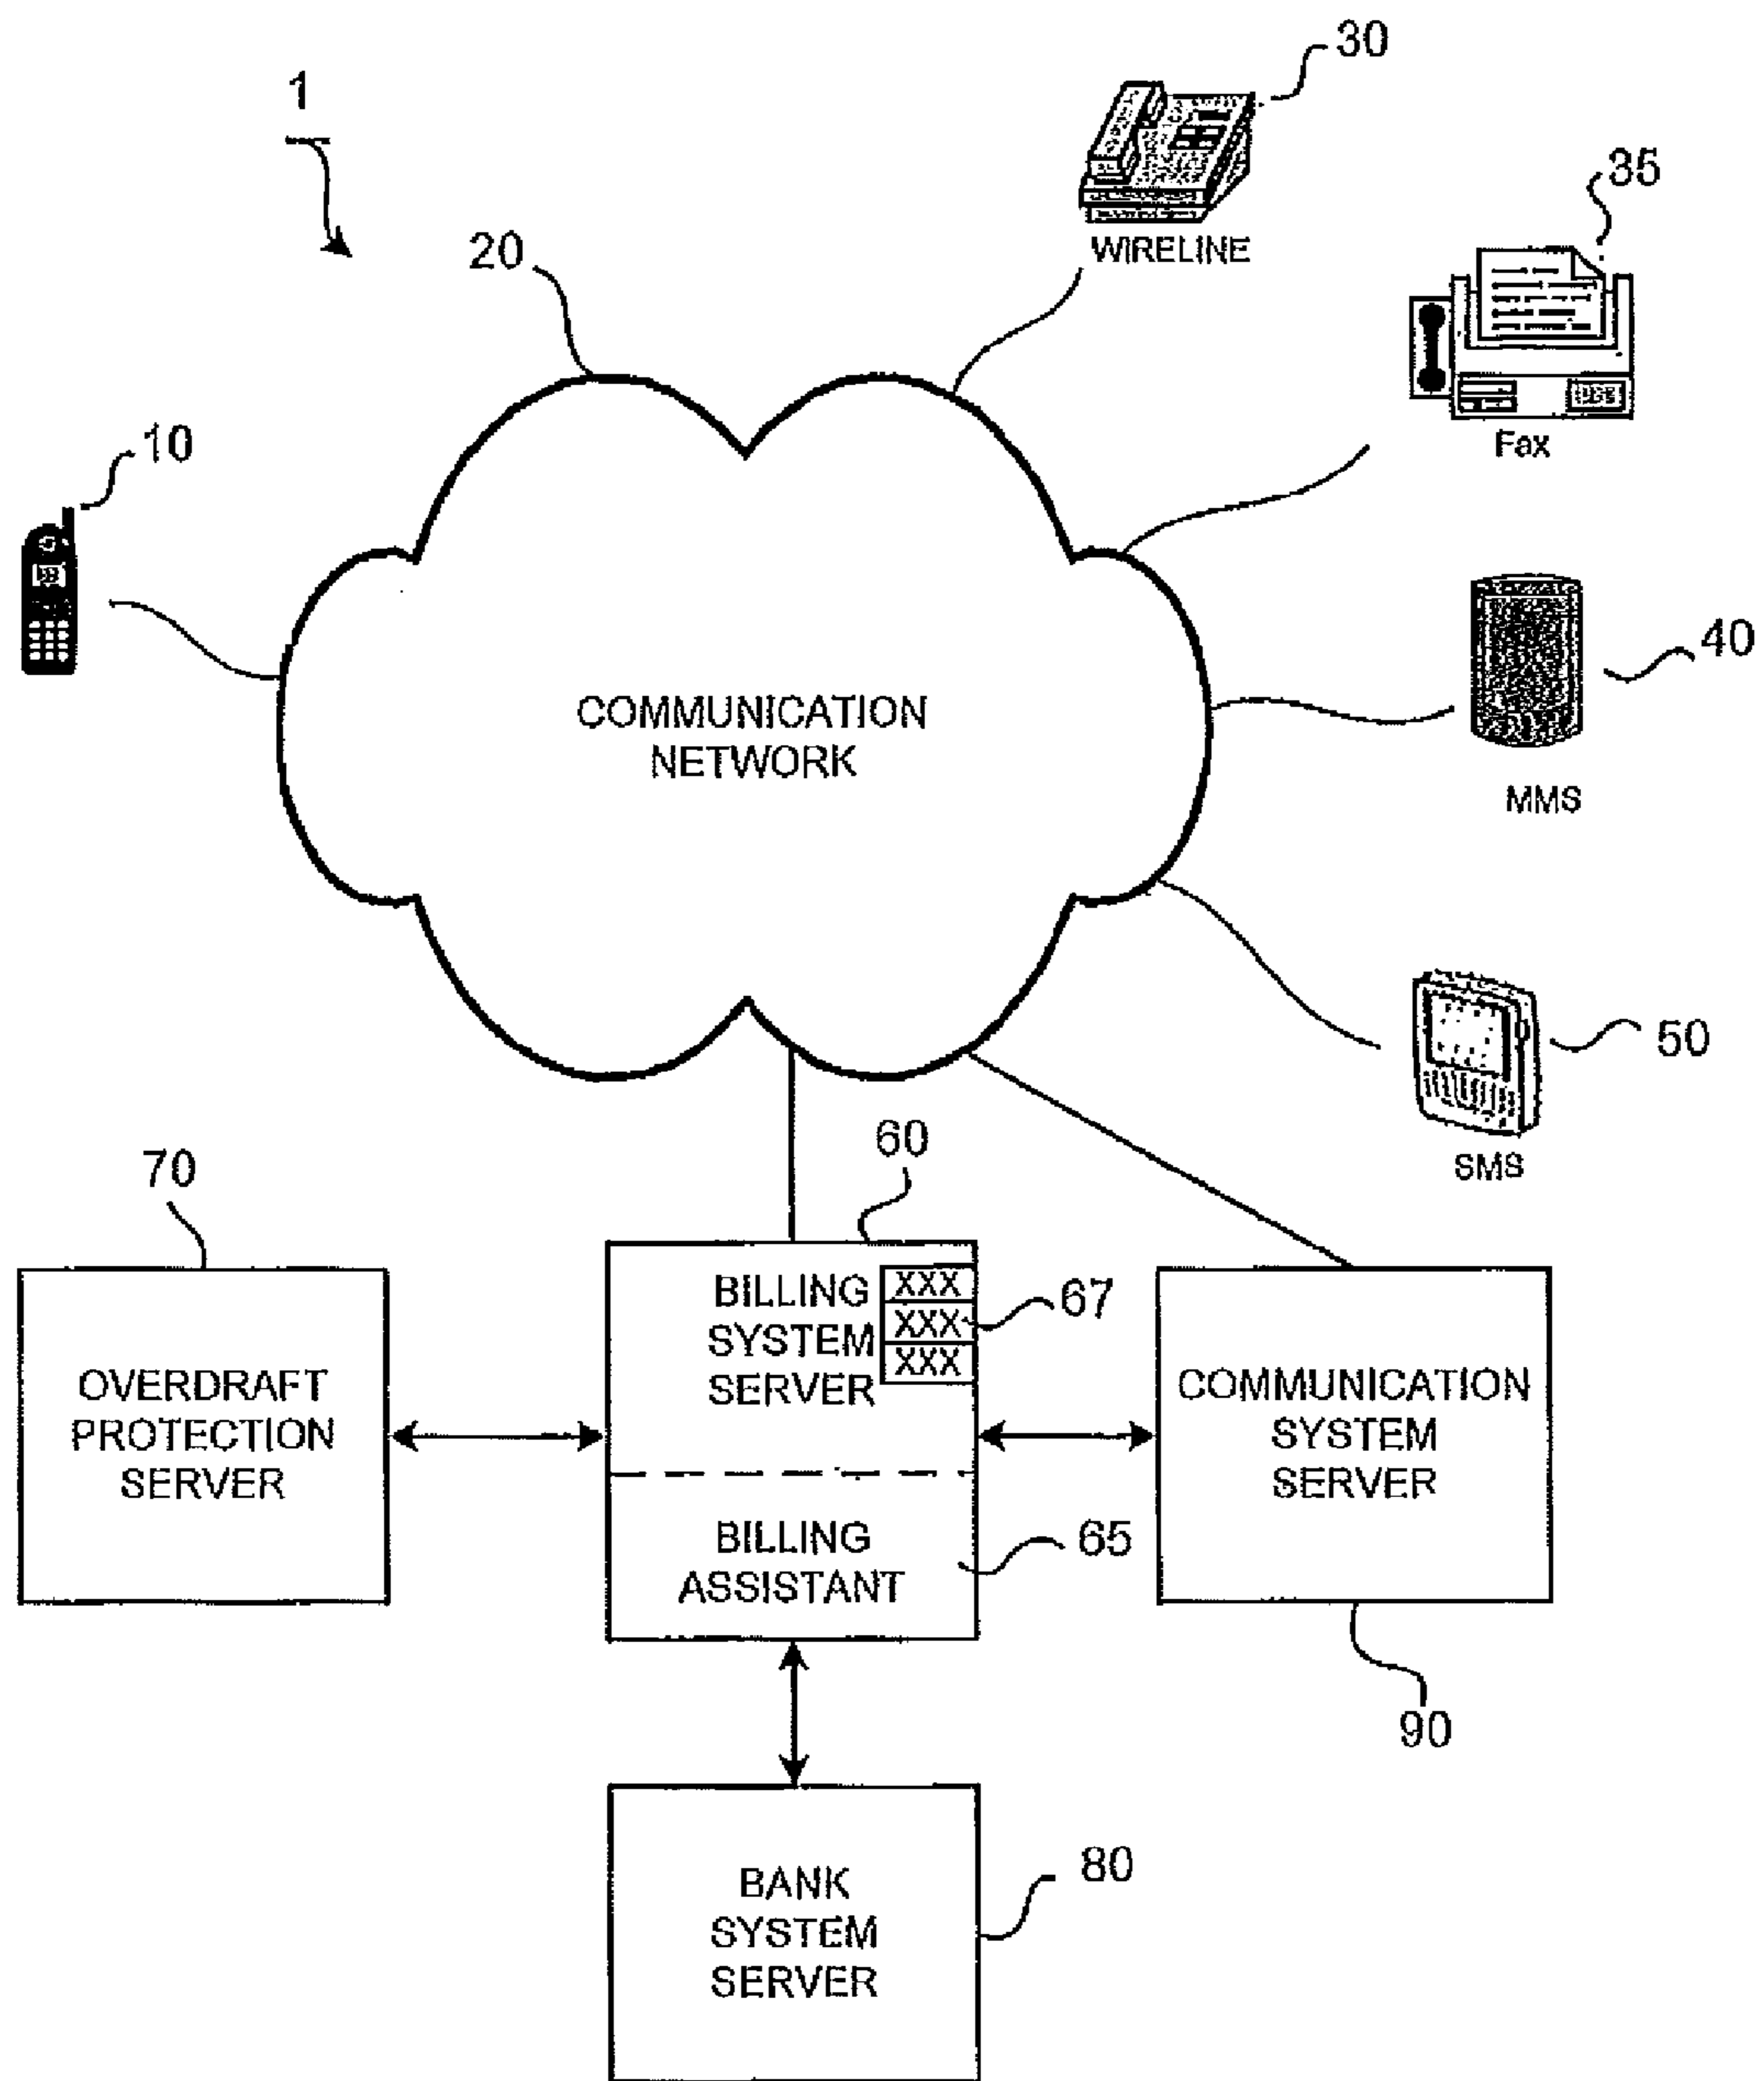 1
30
35
WIRELINE
20
Fax
10
COMMUNICATION
NETWORK
40
MMS
50
SMS
60
70
BILLING
SYSTEM
SERVER
XXX
XXX
XXX
67
OVERDRAFT
PROTECTION
SERVER
COMMUNICATION
SYSTEM
SERVER
BILLING
ASSISTANT
65
90
BANK
SYSTEM
SERVER
80